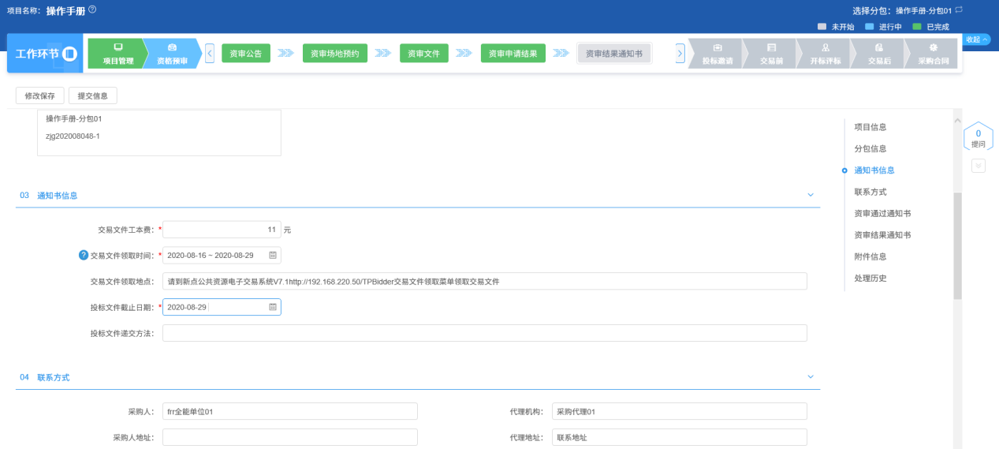 项目名称：操作手册
选择分包：操作手册-分包01
未开始 进行中 已完成
收起
工作环节
项目管理 资格预审 资审公告 资审场地预约 资审文件 资审申请结果 资审结果通知书 投标邀请 交易前 开标评标 交易后 采购合同
修改保存 提交信息
操作手册-分包01
zjg202008048-1
03 通知书信息
交易文件工本费：* 11 元
交易文件领取时间：* 2020-08-16 ~ 2020-08-29
交易文件领取地点： 请到新点公共资源电子交易系统V7.1http://192.168.220.50/TPBidder交易文件领取菜单领取交易文件
投标文件截止日期：* 2020-08-29
投标文件递交方法：
04 联系方式
采购人： frr全能单位01 代理机构： 采购代理01
采购人地址： 代理地址： 联系地址
项目信息
分包信息
通知书信息
联系方式
资审通过通知书
资审结果通知书
附件信息
处理历史
0
提问